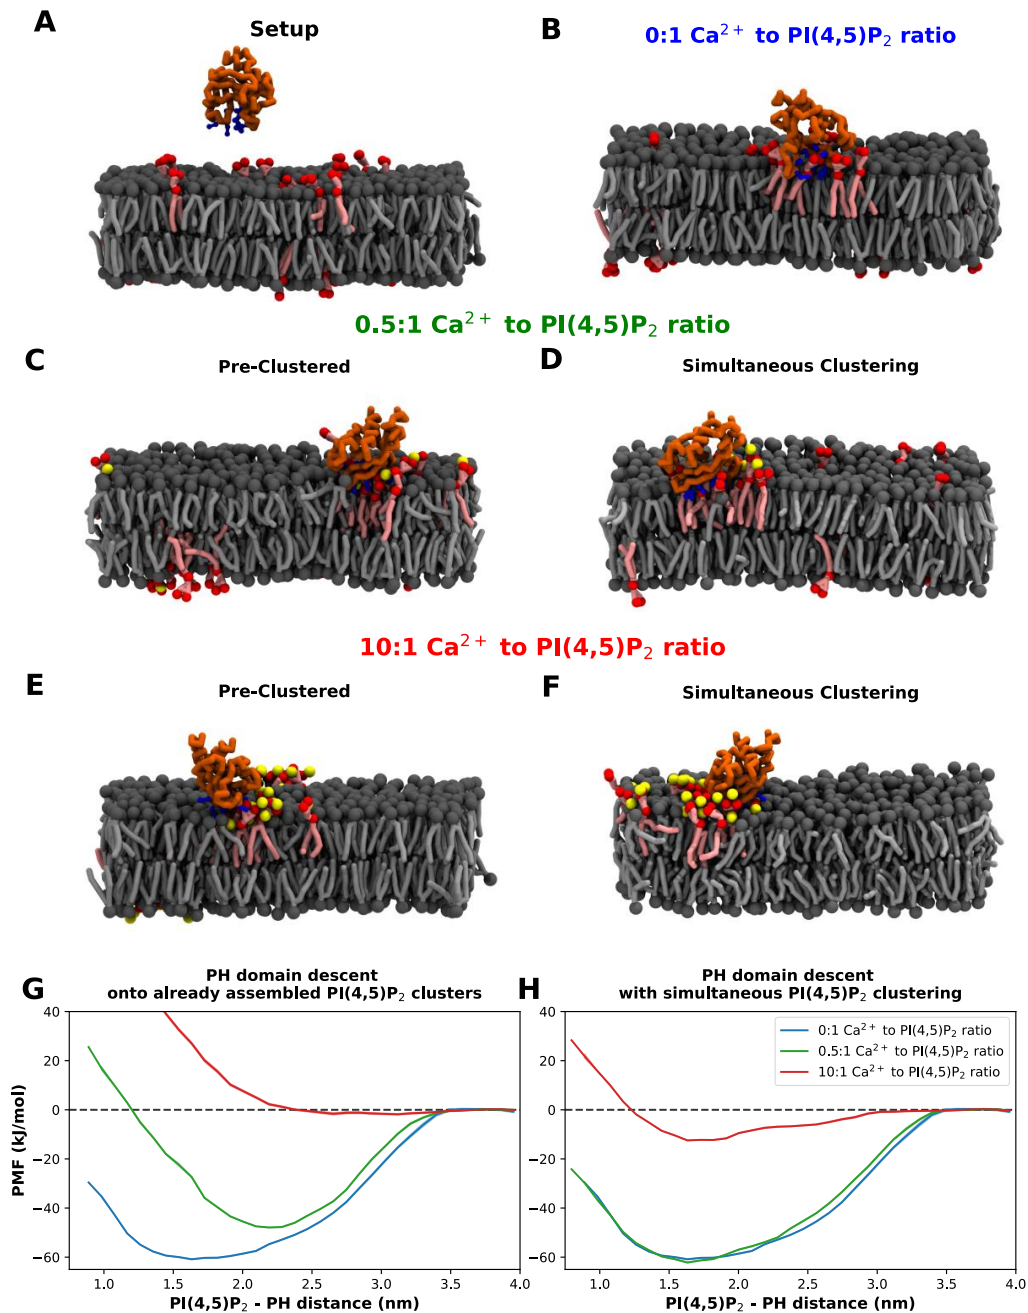 A
Setup
B
0:1 Ca²⁺ to PI(4,5)P₂ ratio
0.5:1 Ca²⁺ to PI(4,5)P₂ ratio
C
Pre-Clustered
D
Simultaneous Clustering
10:1 Ca²⁺ to PI(4,5)P₂ ratio
E
Pre-Clustered
F
Simultaneous Clustering
G
PH domain descent
onto already assembled PI(4,5)P₂ clusters
40
20
0
−20
−40
−60
PMF (kJ/mol)
1.0 1.5 2.0 2.5 3.0 3.5 4.0
PI(4,5)P₂ - PH distance (nm)
H
PH domain descent
with simultaneous PI(4,5)P₂ clustering
0:1 Ca²⁺ to PI(4,5)P₂ ratio
0.5:1 Ca²⁺ to PI(4,5)P₂ ratio
10:1 Ca²⁺ to PI(4,5)P₂ ratio
40
20
0
−20
−40
−60
1.0 1.5 2.0 2.5 3.0 3.5 4.0
PI(4,5)P₂ - PH distance (nm)